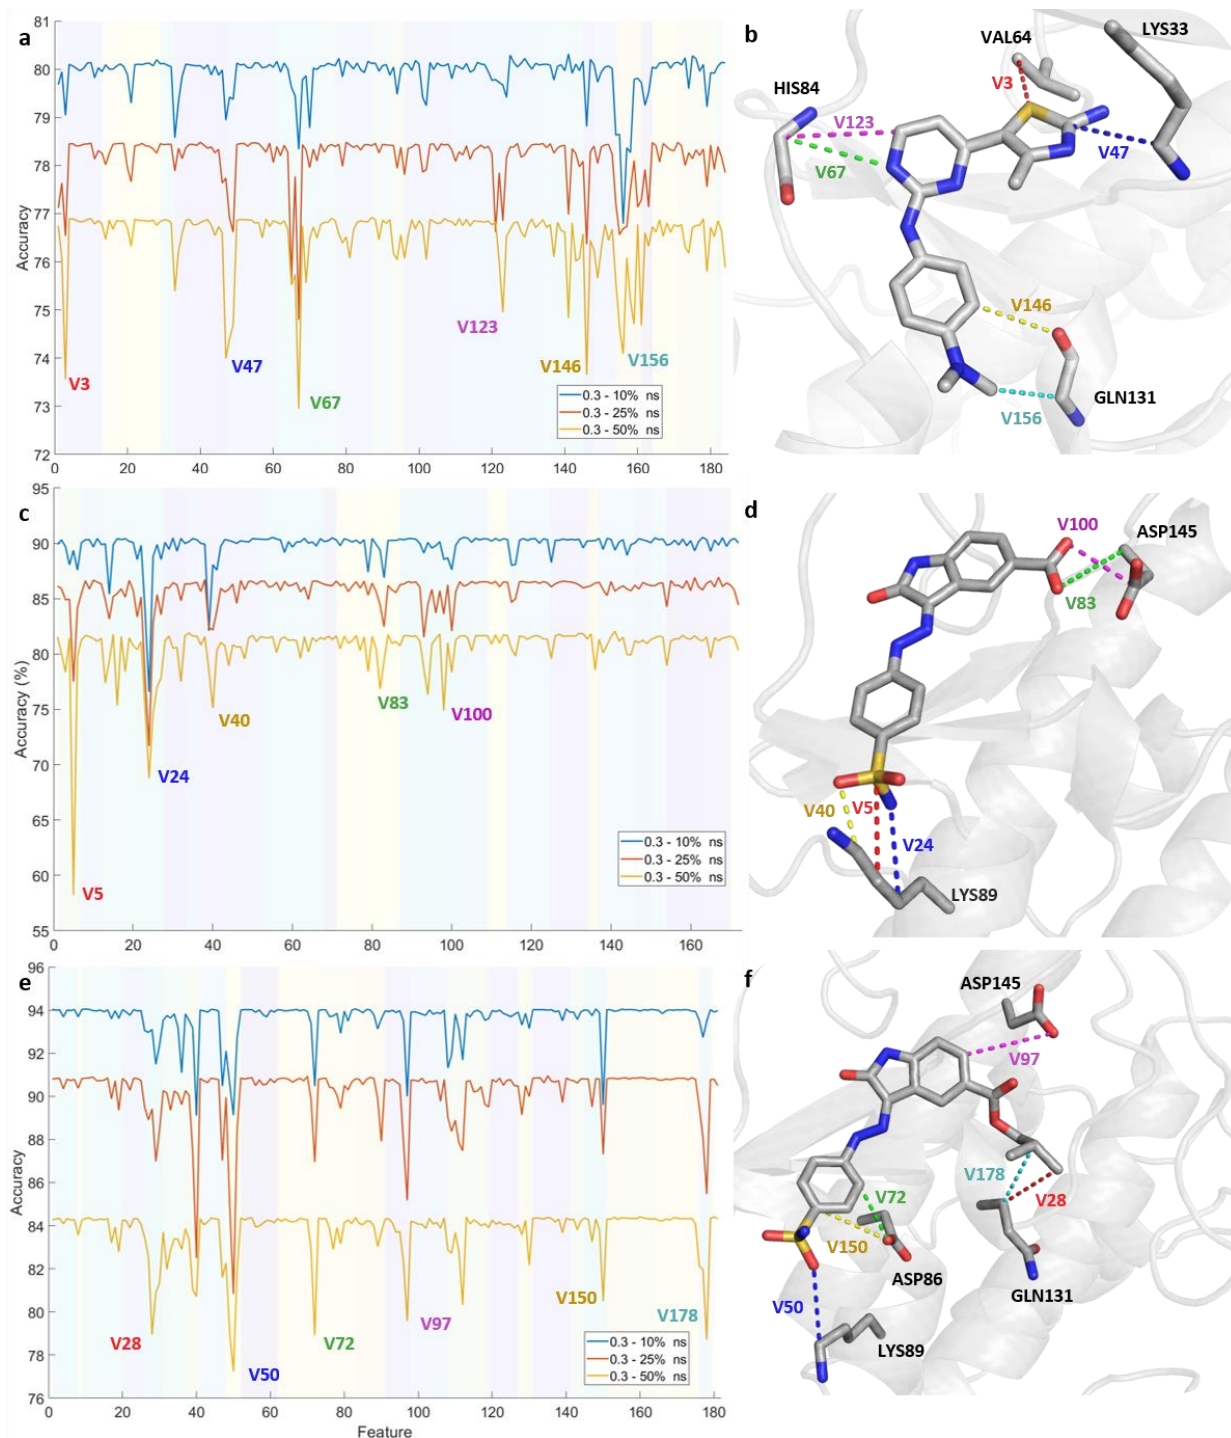 a
81
80
79
78
77
76
75
74
73
72
Accuracy
0 20 40 60 80 100 120 140 160 180
V3
V47
V67
V123
V146
V156
0.3 - 10% ns
0.3 - 25% ns
0.3 - 50% ns
b
VAL64
LYS33
HIS84
V3
V123
V47
V67
V146
GLN131
V156
c
95
90
85
80
75
70
65
60
55
Accuracy (%)
0 20 40 60 80 100 120 140 160
V5
V24
V40
V83
V100
0.3 - 10% ns
0.3 - 25% ns
0.3 - 50% ns
d
V100
ASP145
V83
V40
V5
V24
LYS89
e
96
94
92
90
88
86
84
82
80
78
76
Accuracy
0 20 40 60 80 100 120 140 160 180
Feature
V28
V50
V72
V97
V150
V178
0.3 - 10% ns
0.3 - 25% ns
0.3 - 50% ns
f
ASP145
V97
V178
V72
V28
V150
ASP86
GLN131
V50
LYS89